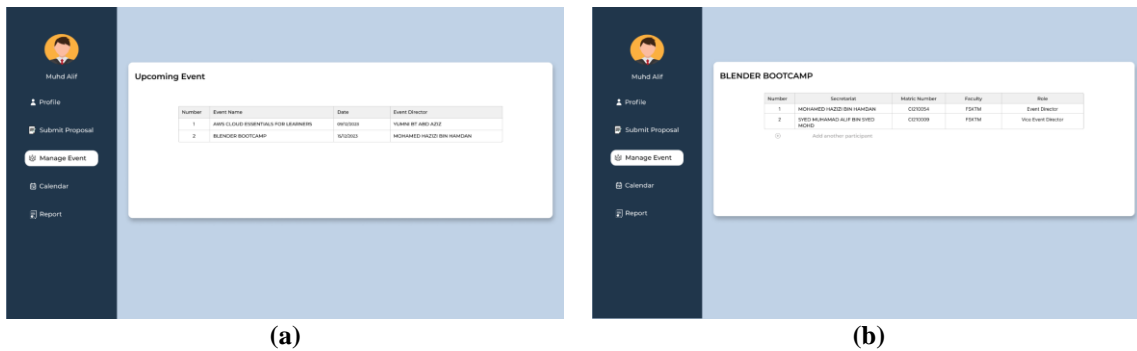 Muhd Alif
Profile
Submit Proposal
Manage Event
Calendar
Report
Upcoming Event
Number Event Name Date Event Director
1 AWS CLOUD ESSENTIALS FOR LEARNERS YUMNI BT ABD AZIZ
2 BLENDER BOOTCAMP MOHAMED HAZIZI BIN HAMDAN
(a)
Muhd Alif
Profile
Submit Proposal
Manage Event
Calendar
Report
BLENDER BOOTCAMP
Number Secretariat Matric Number Faculty Role
1 MOHAMED HAZIZI BIN HAMDAN CI210054 FSKTM Event Director
2 SYED MUHAMAD ALIF BIN SYED MOHD CI210009 FSKTM Vice Event Director
Add another participant
(b)